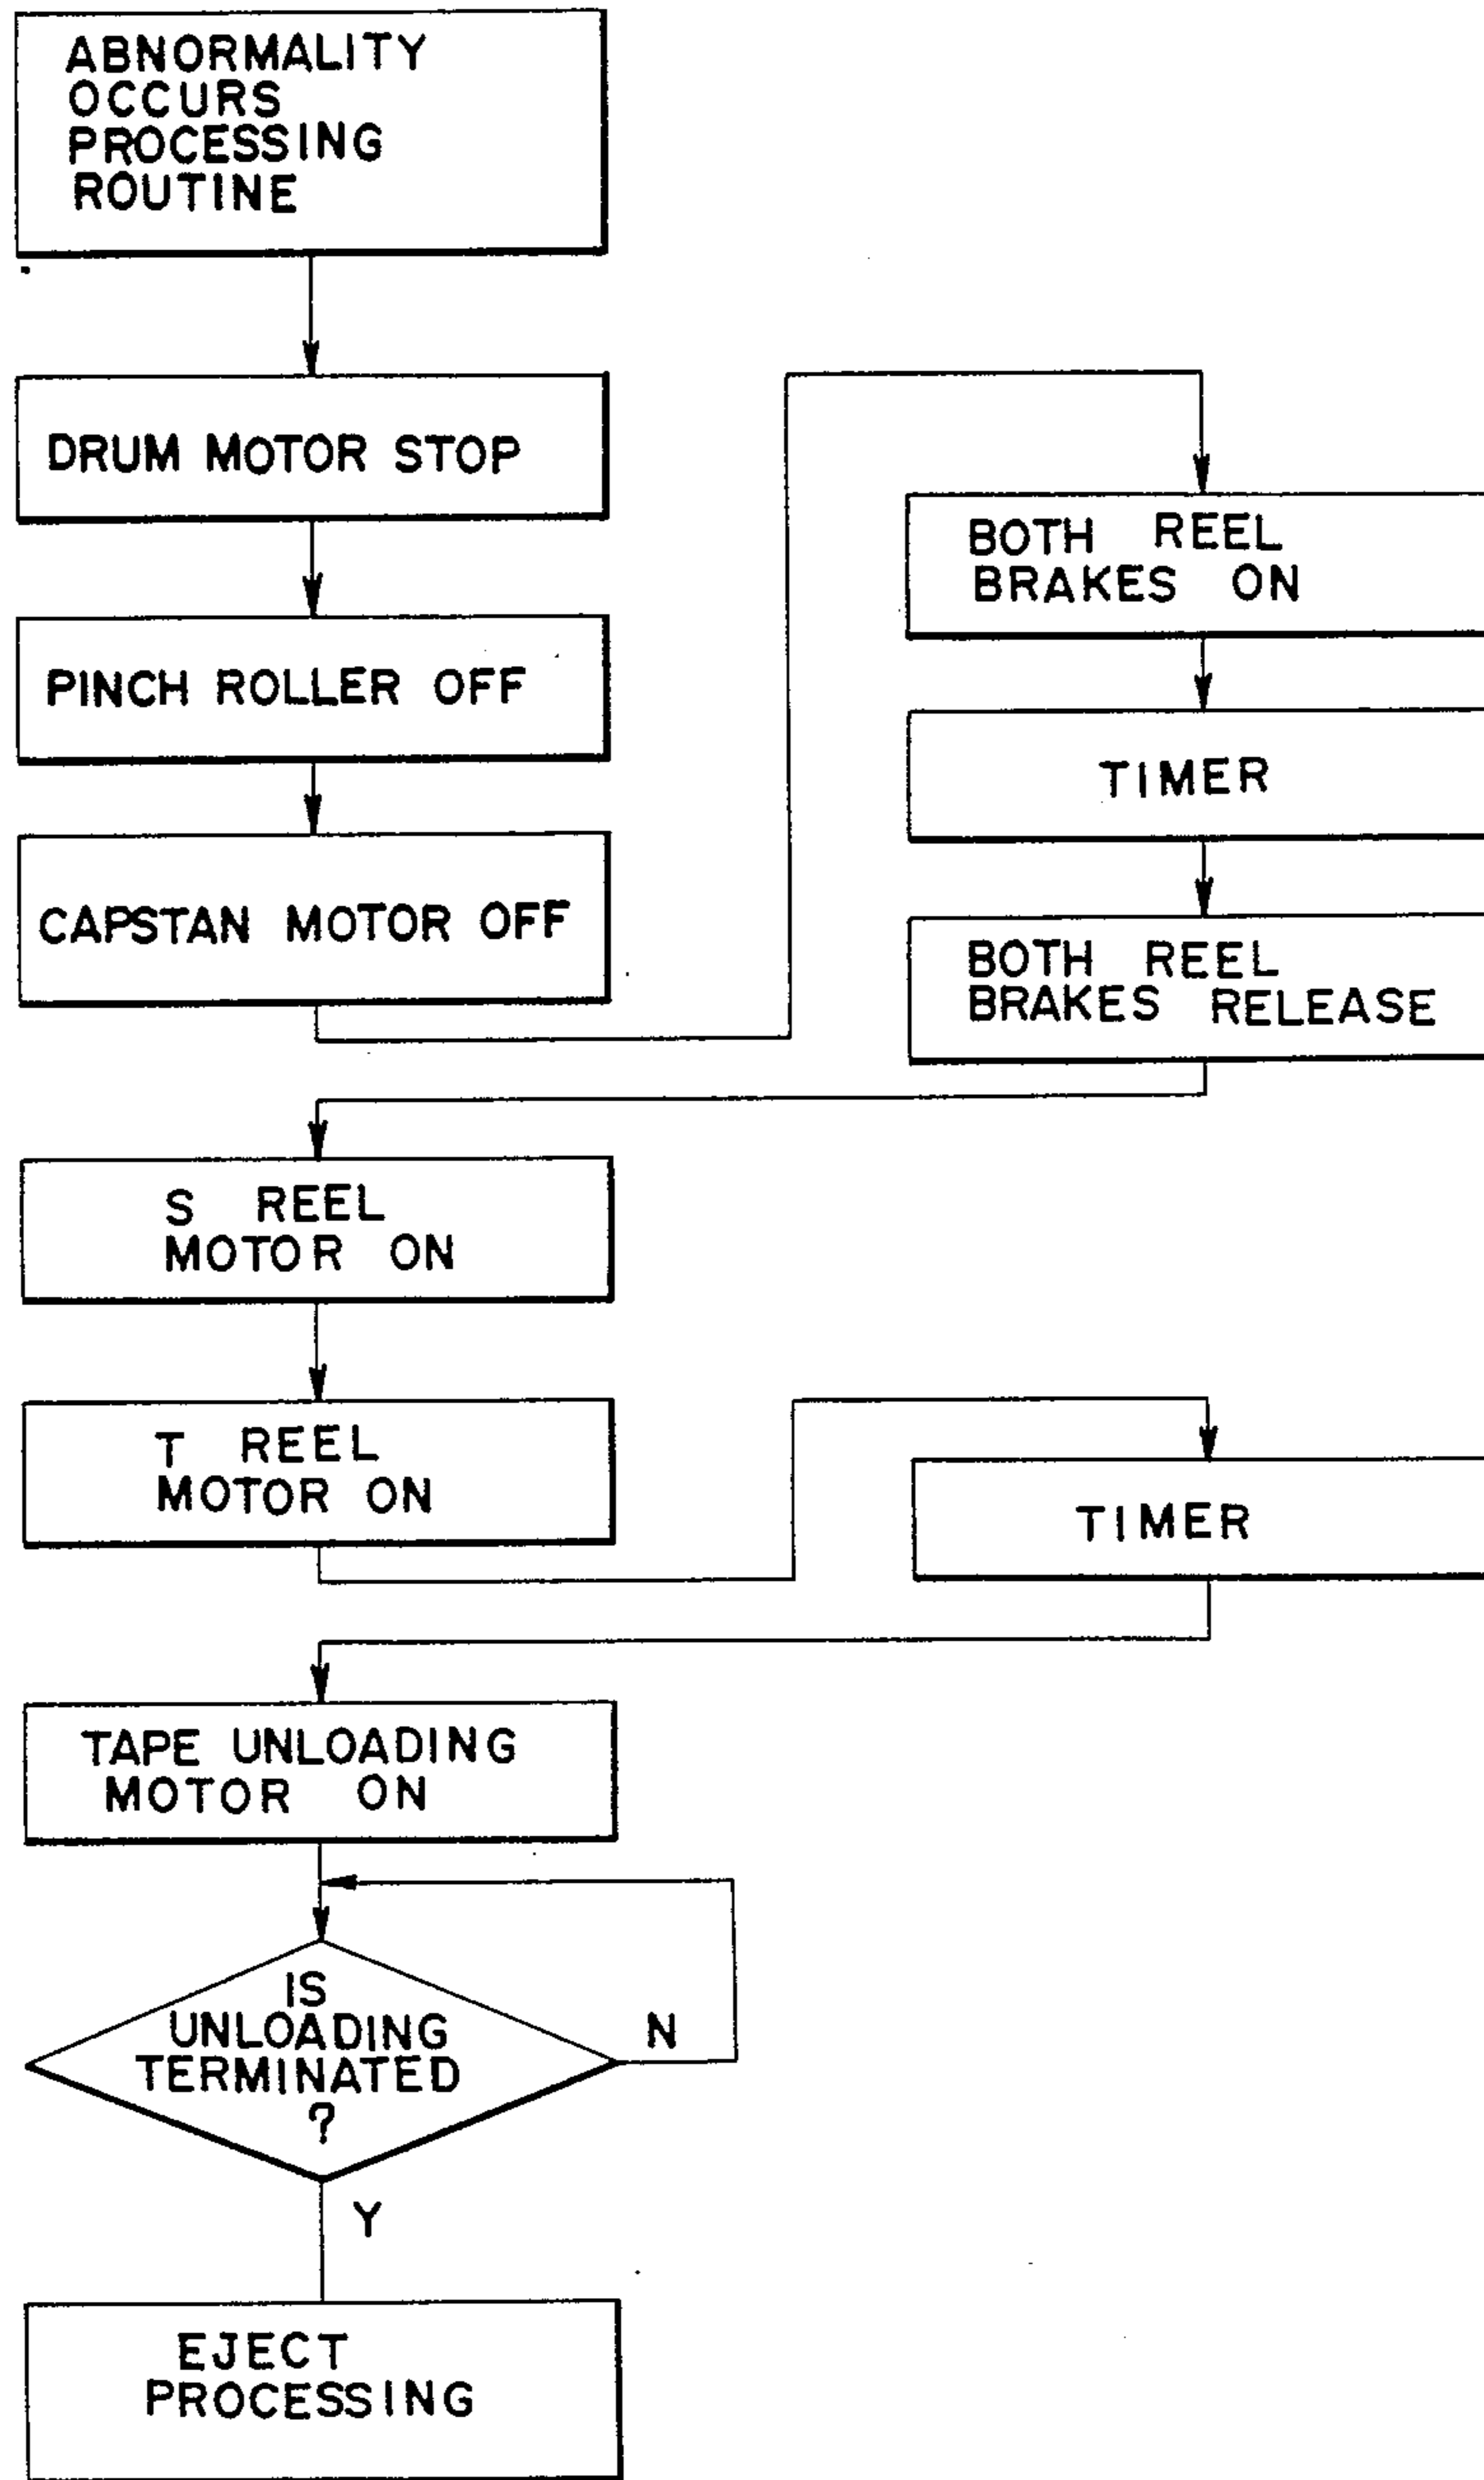 ABNORMALITY
OCCURS
PROCESSING
ROUTINE
DRUM MOTOR STOP
PINCH ROLLER OFF
CAPSTAN MOTOR OFF
BOTH REEL
BRAKES ON
TIMER
BOTH REEL
BRAKES RELEASE
S REEL
MOTOR ON
T REEL
MOTOR ON
TIMER
TAPE UNLOADING
MOTOR ON
IS
UNLOADING
TERMINATED
?
N
Y
EJECT
PROCESSING